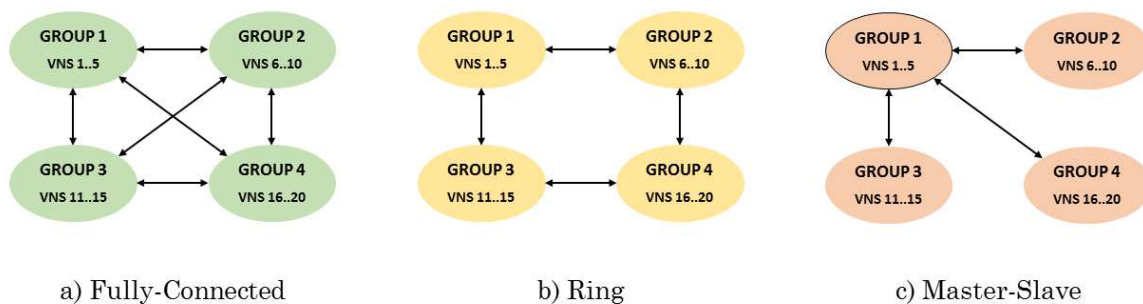 GROUP 1
VNS 1..5
GROUP 2
VNS 6..10
GROUP 3
VNS 11..15
GROUP 4
VNS 16..20
a) Fully-Connected
GROUP 1
VNS 1..5
GROUP 2
VNS 6..10
GROUP 3
VNS 11..15
GROUP 4
VNS 16..20
b) Ring
GROUP 1
VNS 1..5
GROUP 2
VNS 6..10
GROUP 3
VNS 11..15
GROUP 4
VNS 16..20
c) Master-Slave